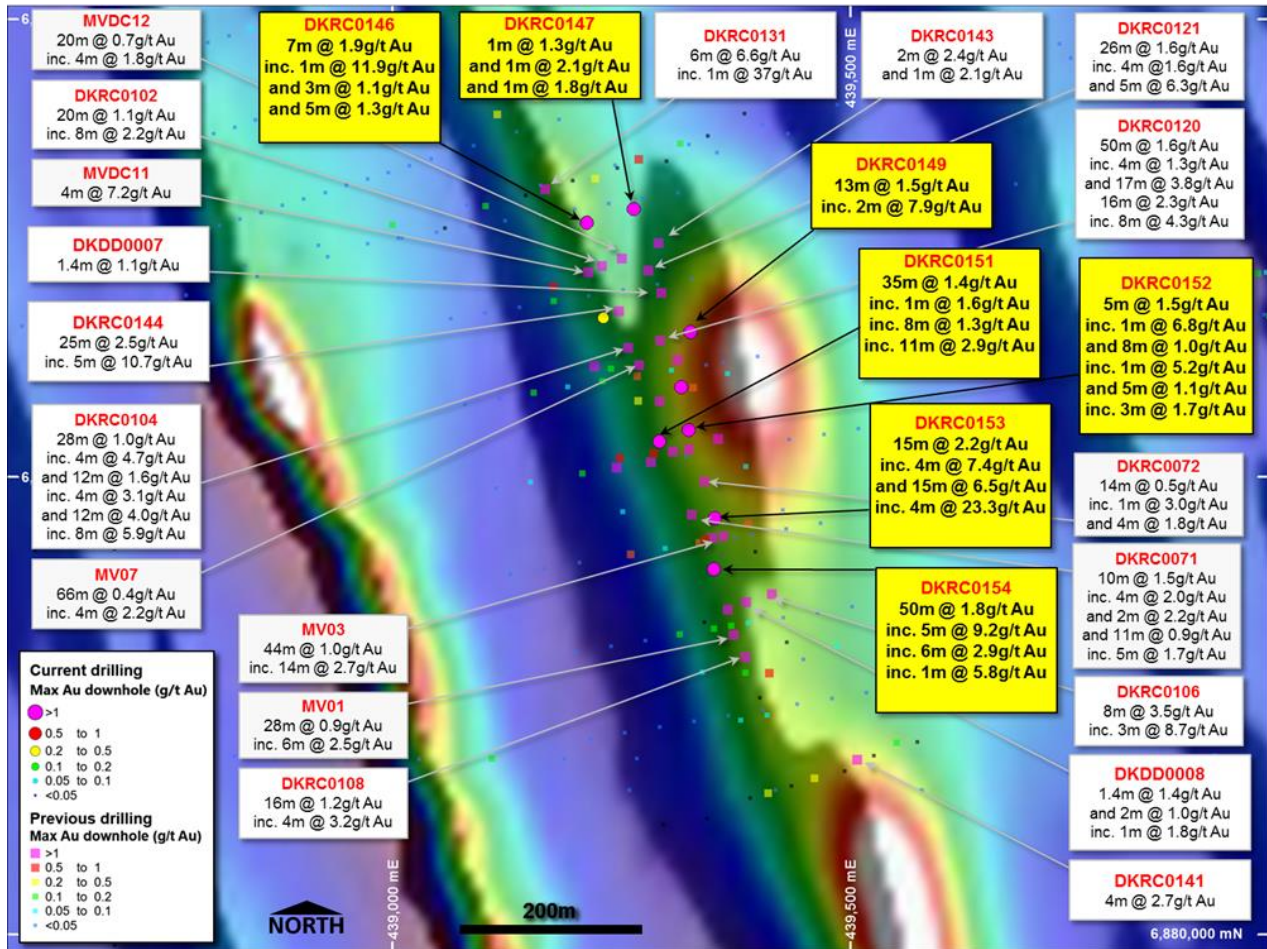 MVDC12
20m @ 0.7g/t Au
inc. 4m @ 1.8g/t Au
DKRC0102
20m @ 1.1g/t Au
inc. 8m @ 2.2g/t Au
MVDC11
4m @ 7.2g/t Au
DKDD0007
1.4m @ 1.1g/t Au
DKRC0144
25m @ 2.5g/t Au
inc. 5m @ 10.7g/t Au
DKRC0104
28m @ 1.0g/t Au
inc. 4m @ 4.7g/t Au
and 12m @ 1.6g/t Au
inc. 4m @ 3.1g/t Au
and 12m @ 4.0g/t Au
inc. 8m @ 5.9g/t Au
MV07
66m @ 0.4g/t Au
inc. 4m @ 2.2g/t Au
DKRC0146
7m @ 1.9g/t Au
inc. 1m @ 11.9g/t Au
and 3m @ 1.1g/t Au
and 5m @ 1.3g/t Au
DKRC0147
1m @ 1.3g/t Au
and 1m @ 2.1g/t Au
and 1m @ 1.8g/t Au
DKRC0131
6m @ 6.6g/t Au
inc. 1m @ 37g/t Au
439,500 mE
DKRC0143
2m @ 2.4g/t Au
and 1m @ 2.1g/t Au
DKRC0121
26m @ 1.6g/t Au
inc. 4m @1.6g/t Au
and 5m @ 6.3g/t Au
DKRC0120
50m @ 1.6g/t Au
inc. 4m @ 1.3g/t Au
and 17m @ 3.8g/t Au
16m @ 2.3g/t Au
inc. 8m @ 4.3g/t Au
DKRC0149
13m @ 1.5g/t Au
inc. 2m @ 7.9g/t Au
DKRC0151
35m @ 1.4g/t Au
inc. 1m @ 1.6g/t Au
inc. 8m @ 1.3g/t Au
inc. 11m @ 2.9g/t Au
DKRC0152
5m @ 1.5g/t Au
inc. 1m @ 6.8g/t Au
and 8m @ 1.0g/t Au
inc. 1m @ 5.2g/t Au
and 5m @ 1.1g/t Au
inc. 3m @ 1.7g/t Au
DKRC0153
15m @ 2.2g/t Au
inc. 4m @ 7.4g/t Au
and 15m @ 6.5g/t Au
inc. 4m @ 23.3g/t Au
DKRC0072
14m @ 0.5g/t Au
inc. 1m @ 3.0g/t Au
and 4m @ 1.8g/t Au
DKRC0071
10m @ 1.5g/t Au
inc. 4m @ 2.0g/t Au
and 2m @ 2.2g/t Au
and 11m @ 0.9g/t Au
inc. 5m @ 1.7g/t Au
DKRC0154
50m @ 1.8g/t Au
inc. 5m @ 9.2g/t Au
inc. 6m @ 2.9g/t Au
inc. 1m @ 5.8g/t Au
DKRC0106
8m @ 3.5g/t Au
inc. 3m @ 8.7g/t Au
DKDD0008
1.4m @ 1.4g/t Au
and 2m @ 1.0g/t Au
inc. 1m @ 1.8g/t Au
DKRC0141
4m @ 2.7g/t Au
MV03
44m @ 1.0g/t Au
inc. 14m @ 2.7g/t Au
MV01
28m @ 0.9g/t Au
inc. 6m @ 2.5g/t Au
DKRC0108
16m @ 1.2g/t Au
inc. 4m @ 3.2g/t Au
Current drilling
Max Au downhole (g/t Au)
>1
0.5 to 1
0.2 to 0.5
0.1 to 0.2
0.05 to 0.1
<0.05
Previous drilling
Max Au downhole (g/t Au)
>1
0.5 to 1
0.2 to 0.5
0.1 to 0.2
0.05 to 0.1
<0.05
NORTH
439,000 mE
200m
439,500 mE
6,880,000 mN